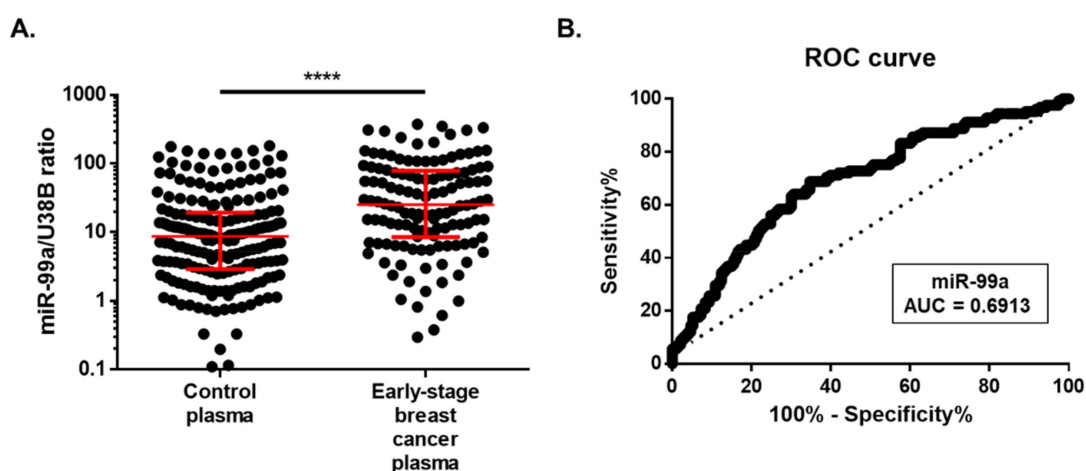 A.
****
miR-99a/U38B ratio
1000
100
10
1
0.1
Control
plasma
Early-stage
breast
cancer
plasma
B.
ROC curve
Sensitivity%
100
80
60
40
20
0
miR-99a
AUC = 0.6913
0 20 40 60 80 100
100% - Specificity%